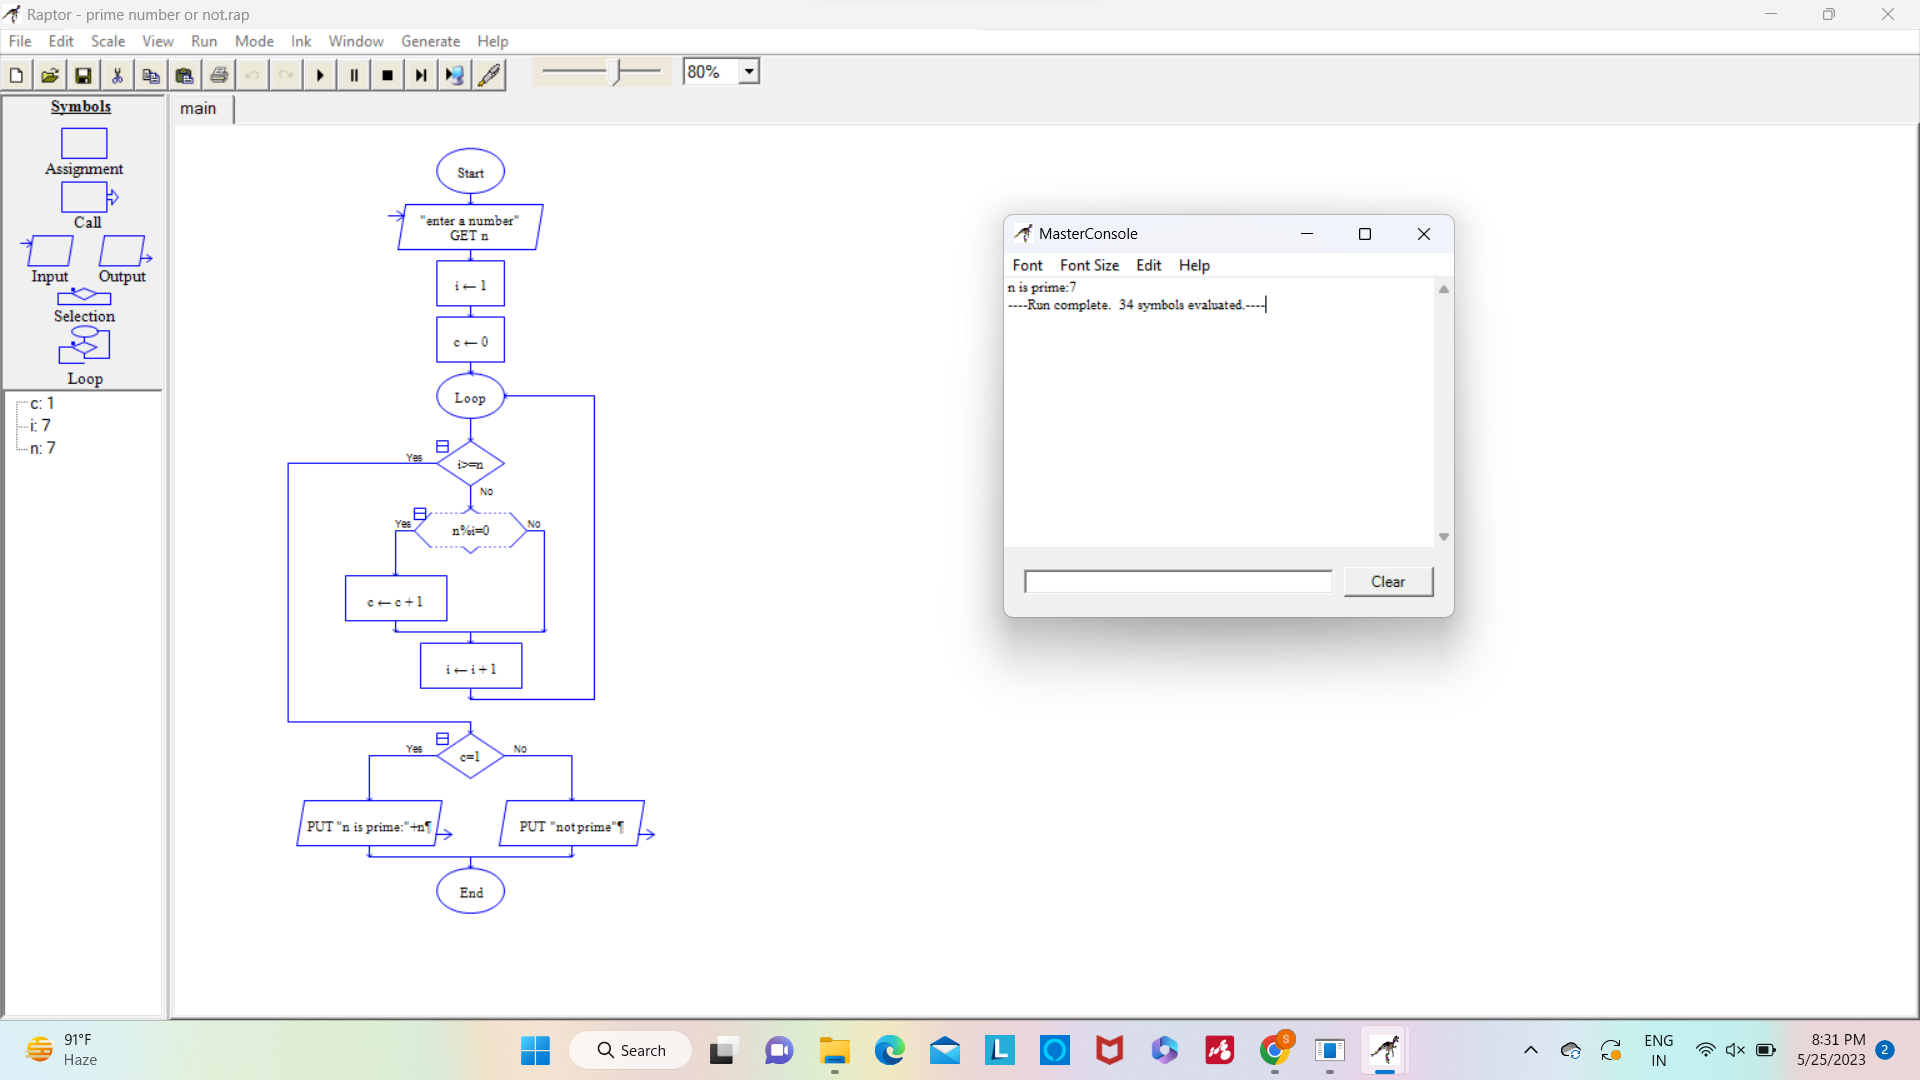 Raptor - prime number or not.rap
File Edit Scale View Run Mode Ink Window Generate Help
80%
Symbols
Assignment
Call
Input Output
Selection
Loop
c: 1
i: 7
n: 7
main
Start
"enter a number"
GET n
i ← 1
c ← 0
Loop
i>=n
Yes
No
n%i=0
Yes
No
c ← c + 1
i ← i + 1
c=1
Yes
No
PUT "n is prime:"+n¶
PUT "not prime"¶
End
MasterConsole
Font Font Size Edit Help
n is prime:7
----Run complete. 34 symbols evaluated.----
Clear
91°F
Haze
Search
L
S
ENG
IN
8:31 PM
5/25/2023
2